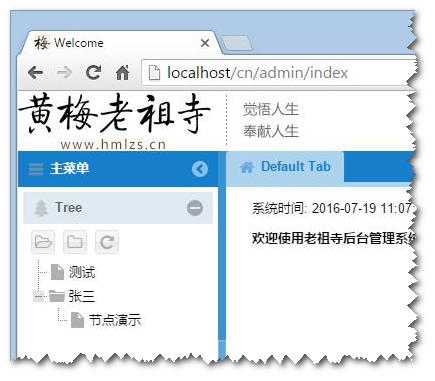 梅 Welcome
localhost/cn/admin/index
黄梅老祖寺
www.hmlzs.cn
觉悟人生
奉献人生
主菜单
Default Tab
Tree
系统时间: 2016-07-19 11:07
欢迎使用老祖寺后台管理系统
测试
张三
节点演示